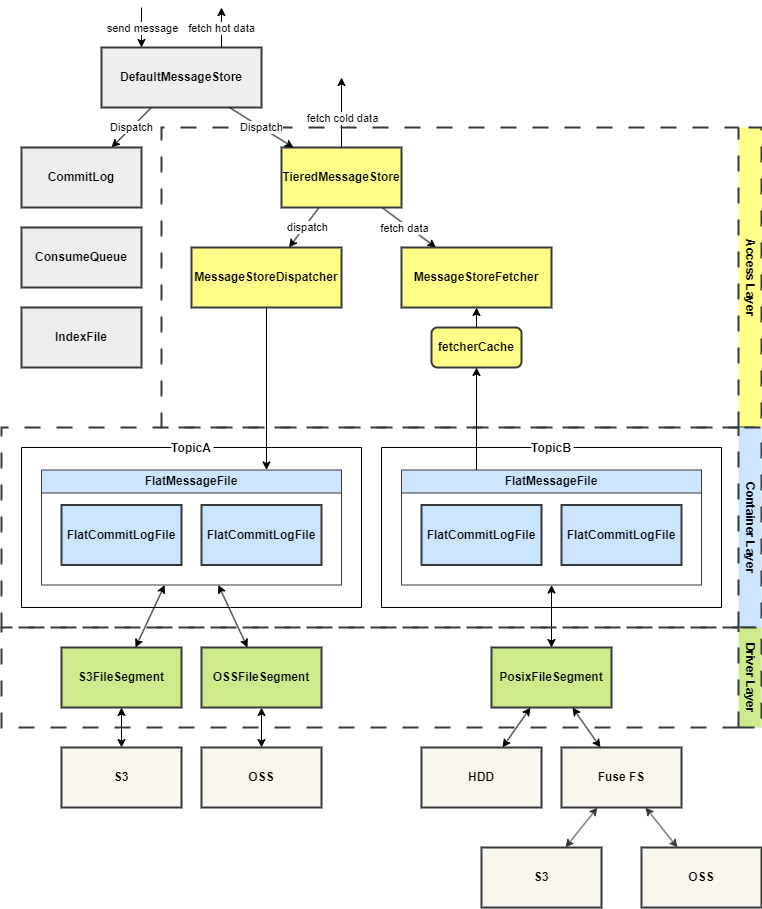 send message
fetch hot data
DefaultMessageStore
fetch cold data
Dispatch
Dispatch
CommitLog
TieredMessageStore
dispatch
fetch data
ConsumeQueue
MessageStoreDispatcher
MessageStoreFetcher
Access Layer
IndexFile
fetcherCache
TopicA
TopicB
FlatMessageFile
FlatMessageFile
FlatCommitLogFile
FlatCommitLogFile
FlatCommitLogFile
FlatCommitLogFile
Container Layer
S3FileSegment
OSSFileSegment
PosixFileSegment
Driver Layer
S3
OSS
HDD
Fuse FS
S3
OSS